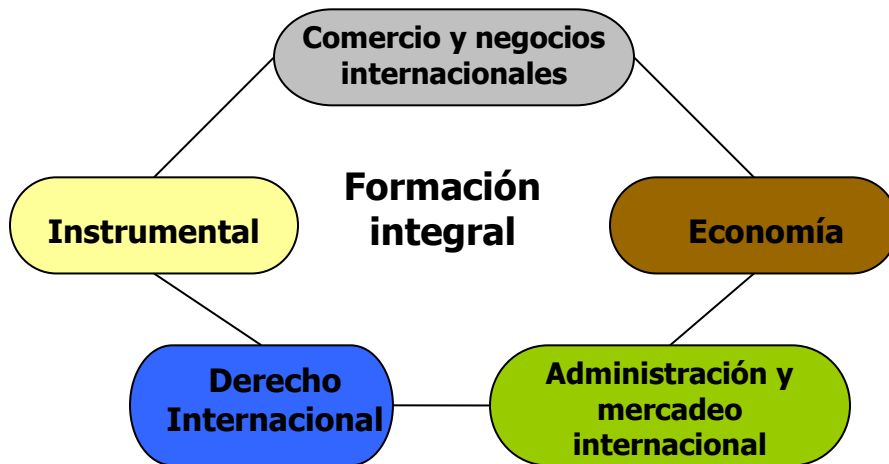 Comercio y negocios
internacionales
Formación
integral
Instrumental
Economía
Derecho
Internacional
Administración y
mercadeo
internacional